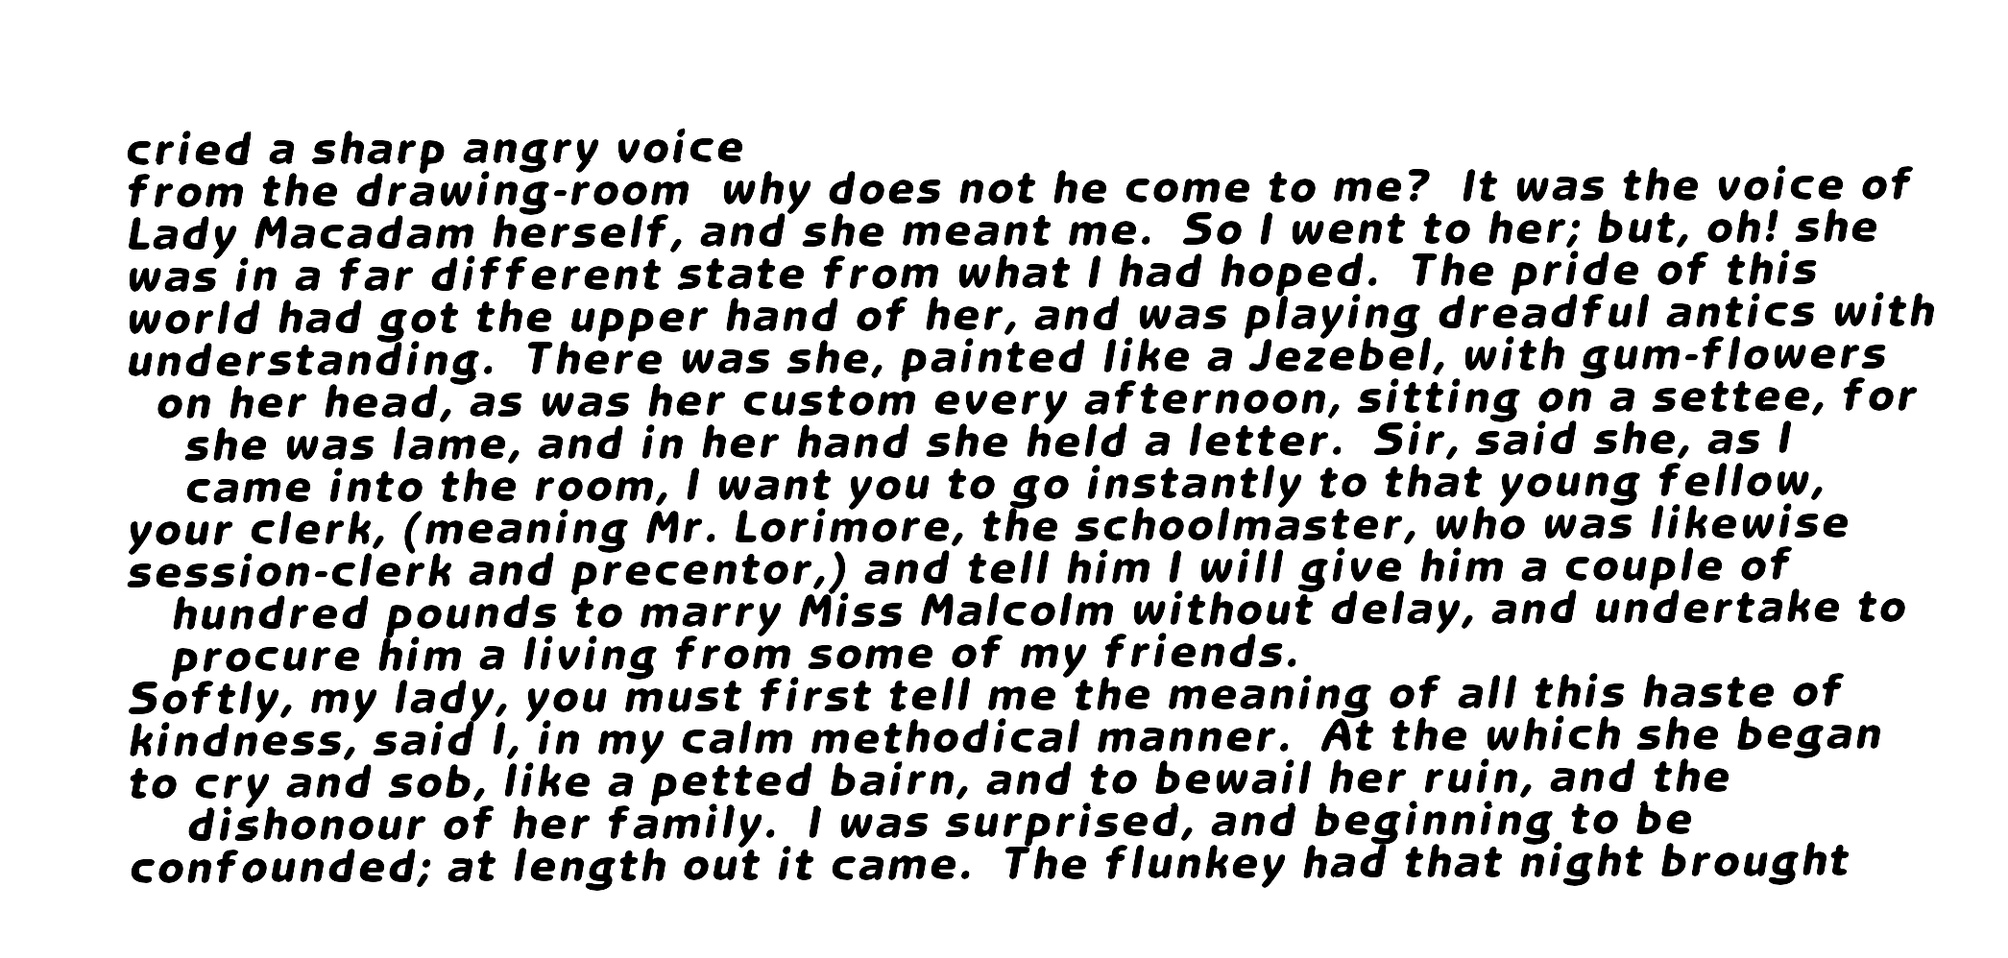 cried a sharp angry voice
from the drawing-room  why does not he come to me?  It was the voice of
Lady Macadam herself, and she meant me.  So I went to her; but, oh! she
was in a far different state from what I had hoped.  The pride of this
world had got the upper hand of her, and was playing dreadful antics with
understanding.  There was she, painted like a Jezebel, with gum-flowers
on her head, as was her custom every afternoon, sitting on a settee, for
she was lame, and in her hand she held a letter.  Sir, said she, as I
came into the room, I want you to go instantly to that young fellow,
your clerk, (meaning Mr. Lorimore, the schoolmaster, who was likewise
session-clerk and precentor,) and tell him I will give him a couple of
hundred pounds to marry Miss Malcolm without delay, and undertake to
procure him a living from some of my friends.
Softly, my lady, you must first tell me the meaning of all this haste of
kindness, said I, in my calm methodical manner.  At the which she began
to cry and sob, like a petted bairn, and to bewail her ruin, and the
dishonour of her family.  I was surprised, and beginning to be
confounded; at length out it came.  The flunkey had that night brought